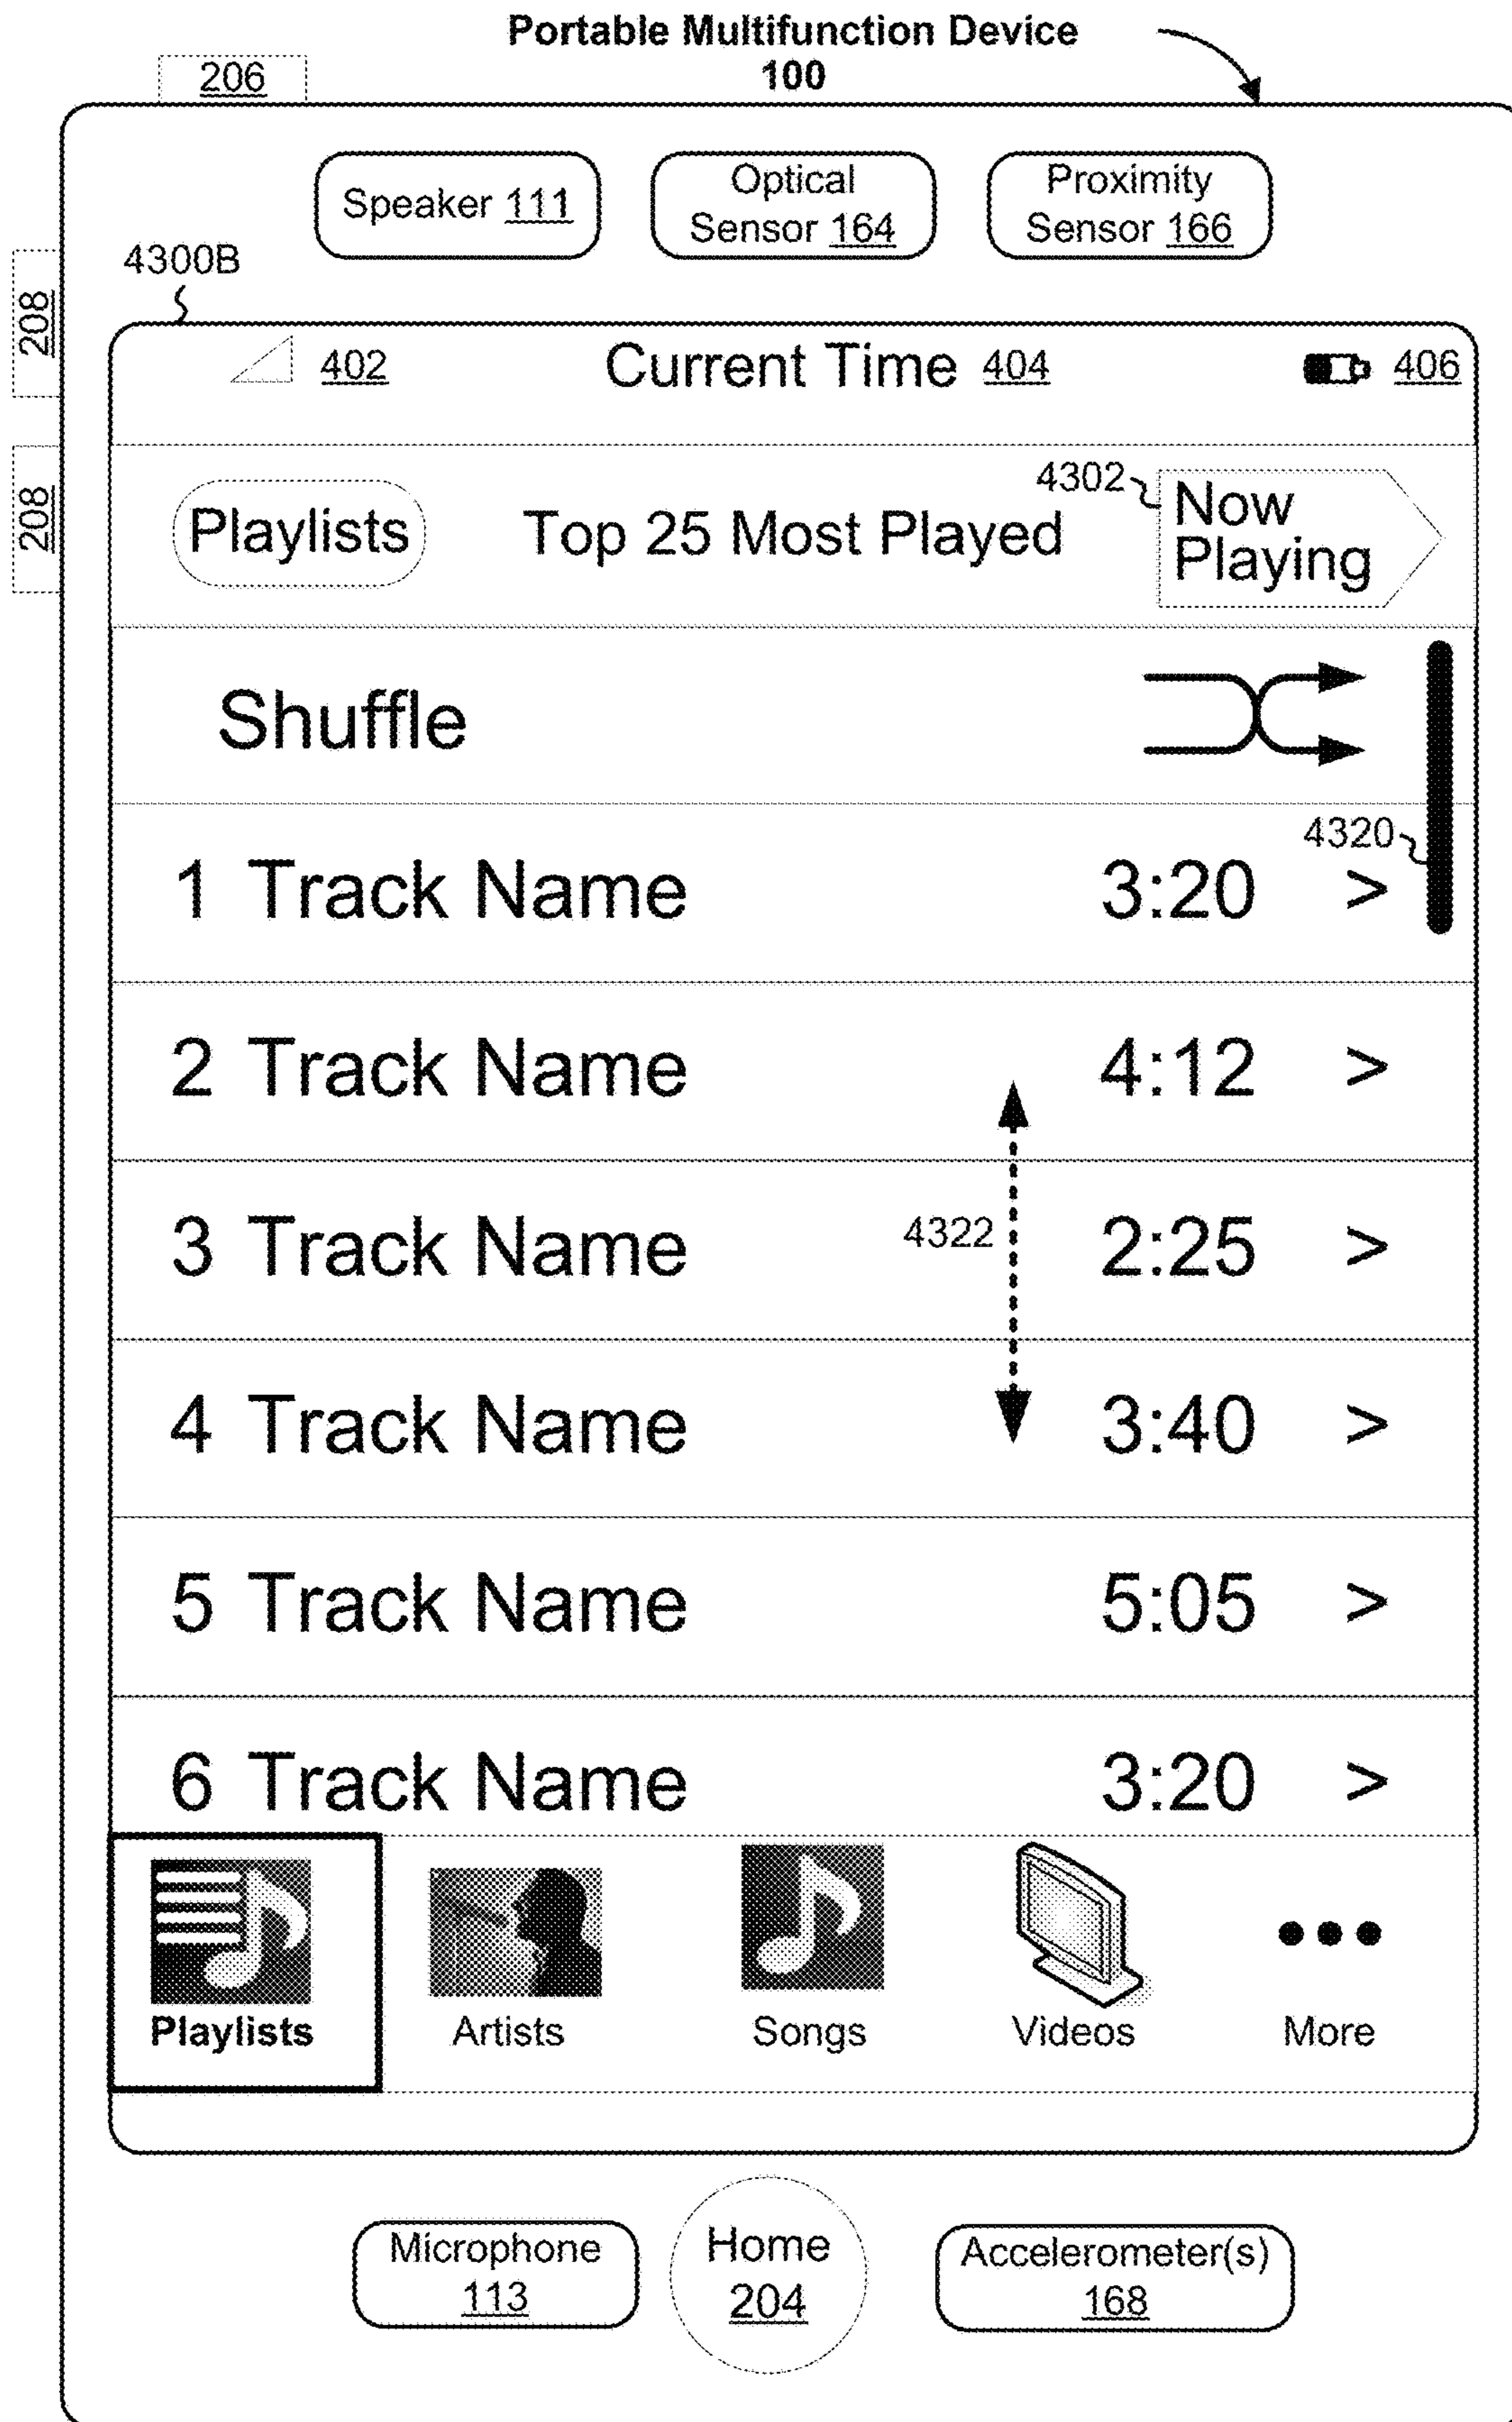 Portable Multifunction Device
100
206
Speaker 111
Optical
Sensor 164
Proximity
Sensor 166
4300B
208
402
Current Time 404
406
208
Playlists
Top 25 Most Played
4302
Now
Playing
Shuffle
4320
1 Track Name 3:20 >
2 Track Name 4:12 >
3 Track Name 2:25 >
4322
4 Track Name 3:40 >
5 Track Name 5:05 >
6 Track Name 3:20 >
Playlists
Artists
Songs
Videos
More
Microphone
113
Home
204
Accelerometer(s)
168